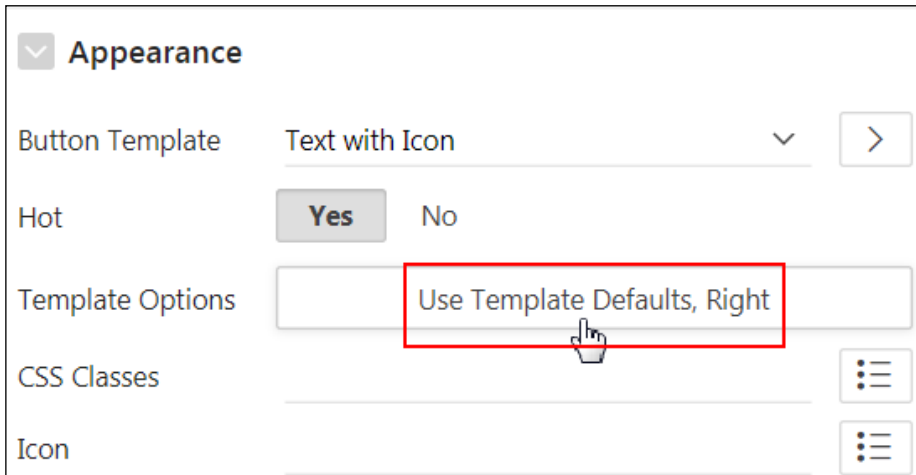 Appearance
Button Template Text with Icon
Hot Yes No
Template Options Use Template Defaults, Right
CSS Classes
Icon